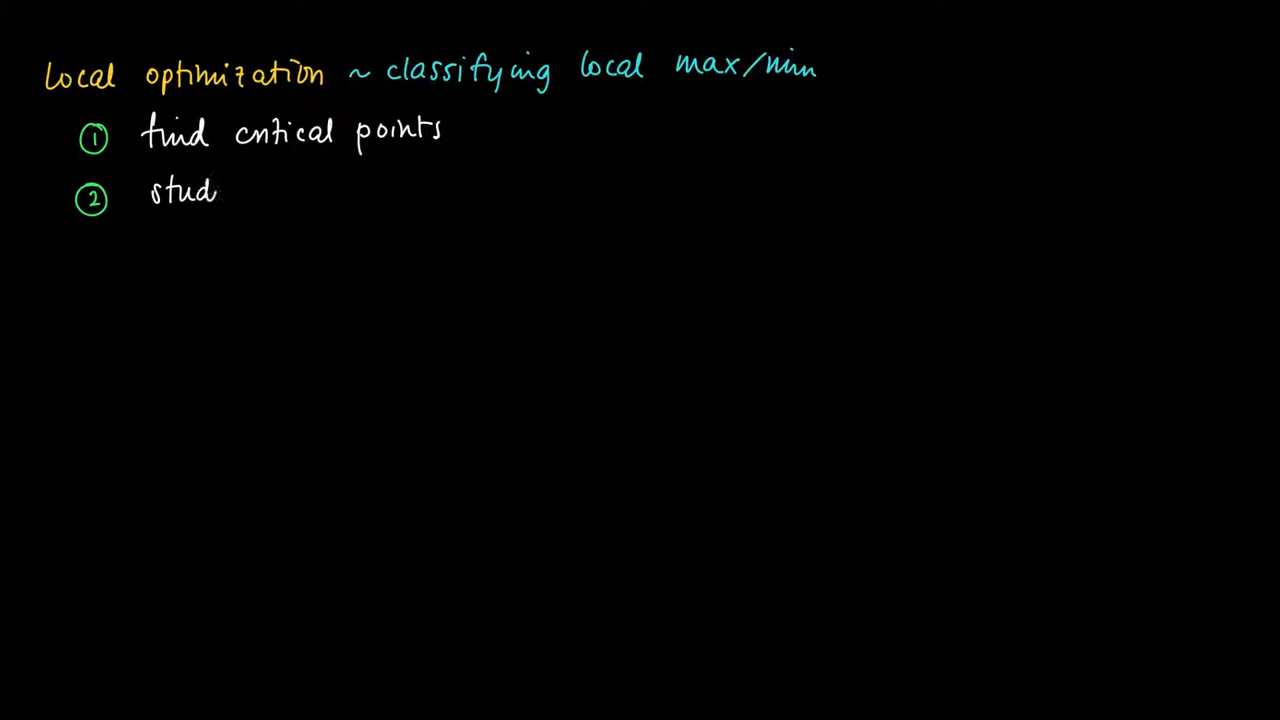 local optimization ~ classifying local max/min
① find critical points
② stud